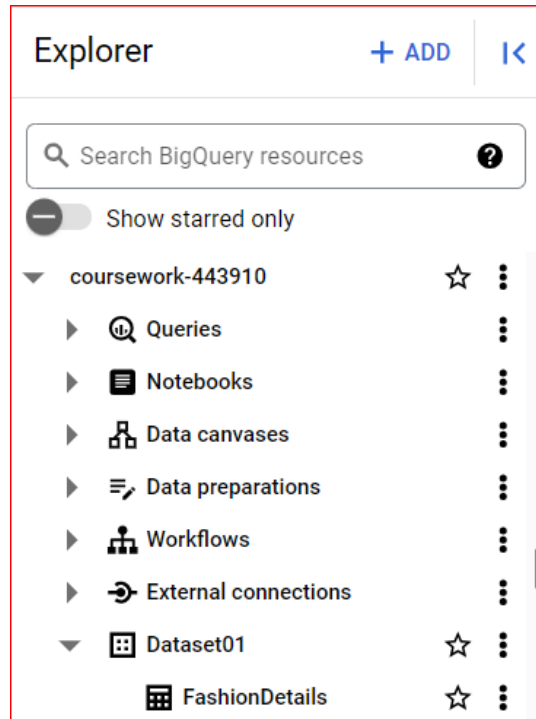 Explorer
+ ADD
Search BigQuery resources
Show starred only
coursework-443910
Queries
Notebooks
Data canvases
Data preparations
Workflows
External connections
Dataset01
FashionDetails